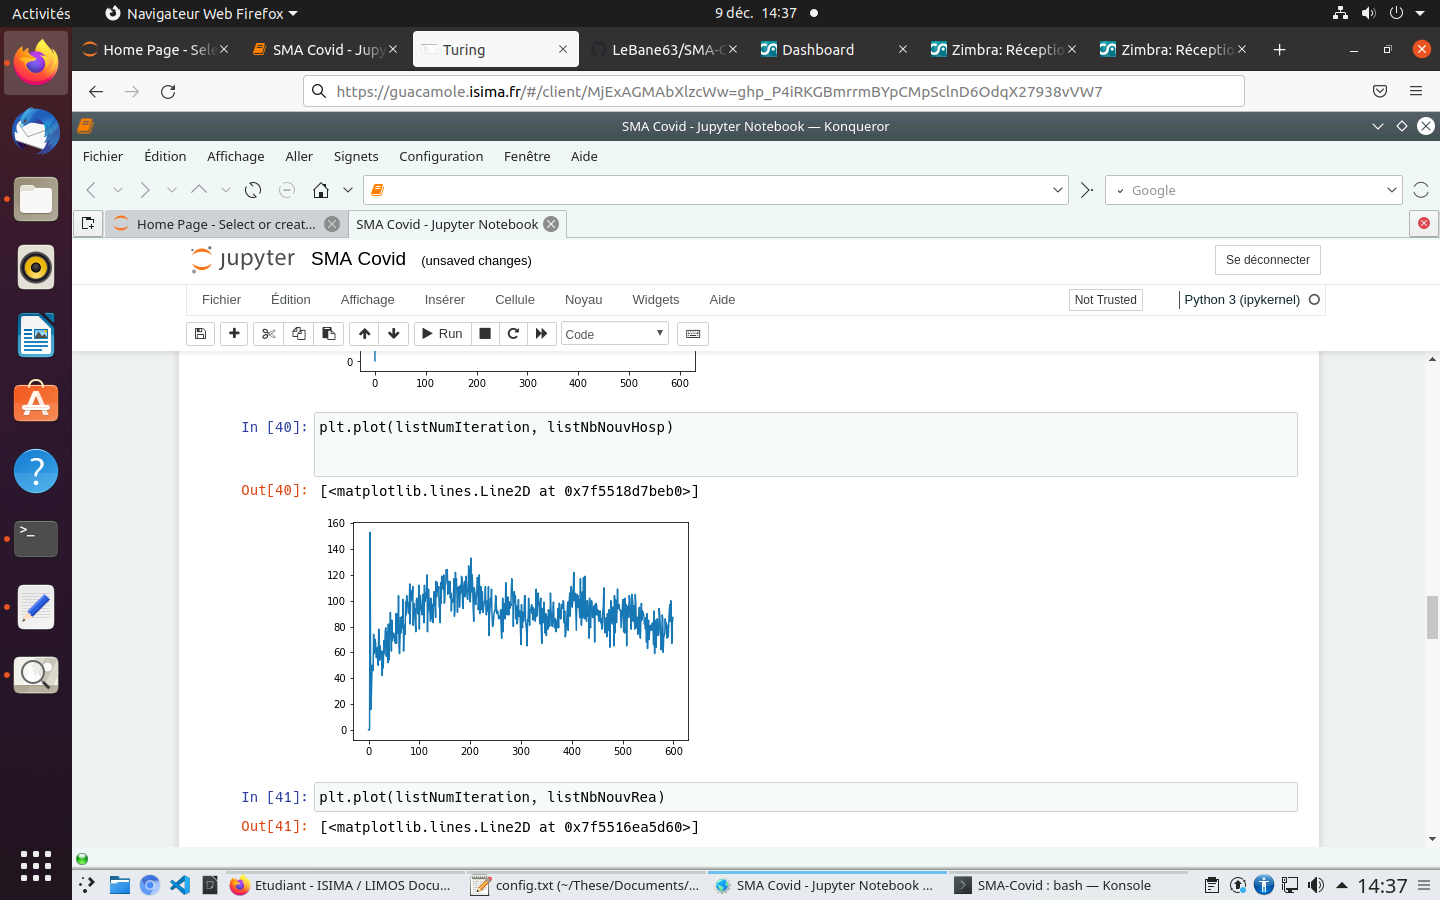 Activités
Navigateur Web Firefox
9 déc. 14:37
Home Page - Sele
SMA Covid - Jupy
Turing
LeBane63/SMA-C
Dashboard
Zimbra: Réceptio
Zimbra: Réceptio
SMA Covid - Jupyter Notebook — Konqueror
Fichier Édition Affichage Aller Signets Configuration Fenêtre Aide
Google
Home Page - Select or creat...
SMA Covid - Jupyter Notebook
jupyter SMA Covid (unsaved changes)
Se déconnecter
Fichier Édition Affichage Insérer Cellule Noyau Widgets Aide
Not Trusted
Python 3 (ipykernel)
Run
Code
0
0 100 200 300 400 500 600
In [40]: plt.plot(listNumIteration, listNbNouvHosp)
Out[40]: [<matplotlib.lines.Line2D at 0x7f5518d7beb0>]
160
140
120
100
80
60
40
20
0
0 100 200 300 400 500 600
In [41]: plt.plot(listNumIteration, listNbNouvRea)
Out[41]: [<matplotlib.lines.Line2D at 0x7f5516ea5d60>]
Etudiant - ISIMA / LIMOS Docu...
config.txt (~/These/Documents/...
SMA Covid - Jupyter Notebook ...
SMA-Covid : bash — Konsole
14:37